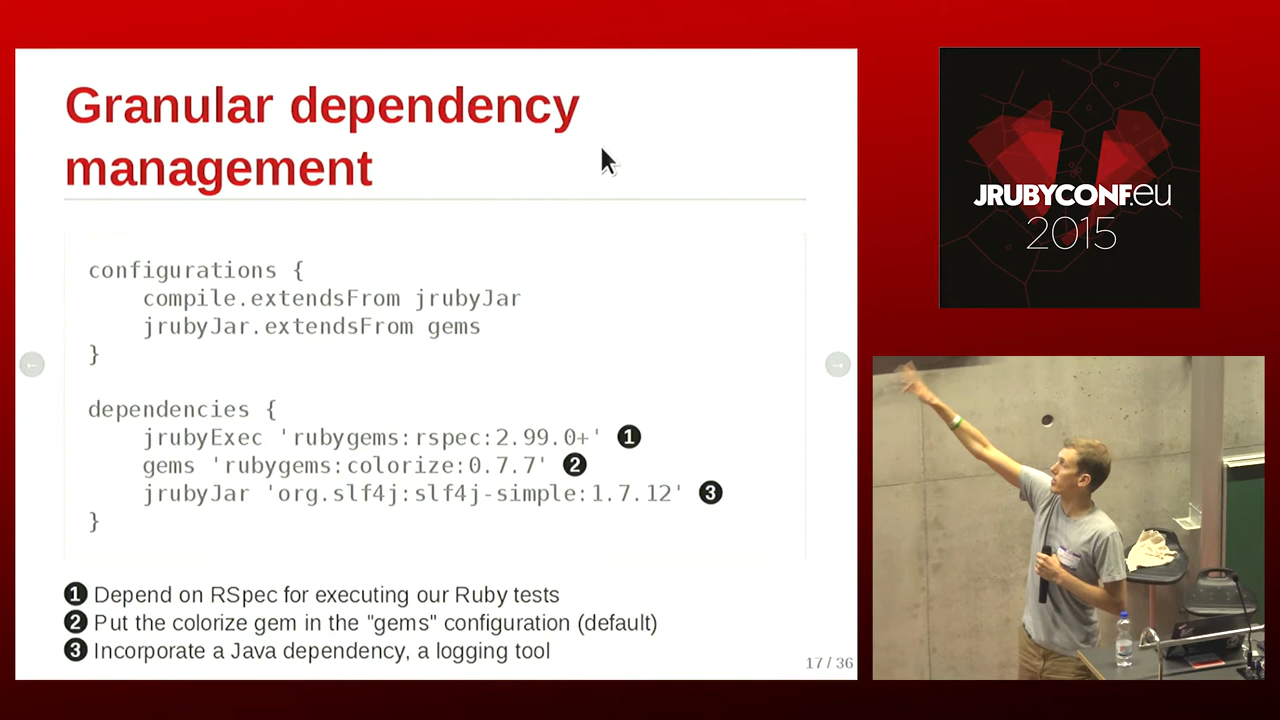 Granular dependency
management
configurations {
compile.extendsFrom jrubyJar
jrubyJar.extendsFrom gems
}
dependencies {
jrubyExec 'rubygems:rspec:2.99.0+' 1
gems 'rubygems:colorize:0.7.7' 2
jrubyJar 'org.slf4j:slf4j-simple:1.7.12' 3
}
1 Depend on RSpec for executing our Ruby tests
2 Put the colorize gem in the "gems" configuration (default)
3 Incorporate a Java dependency, a logging tool
17 / 36
JRUBYCONF.eu
2015